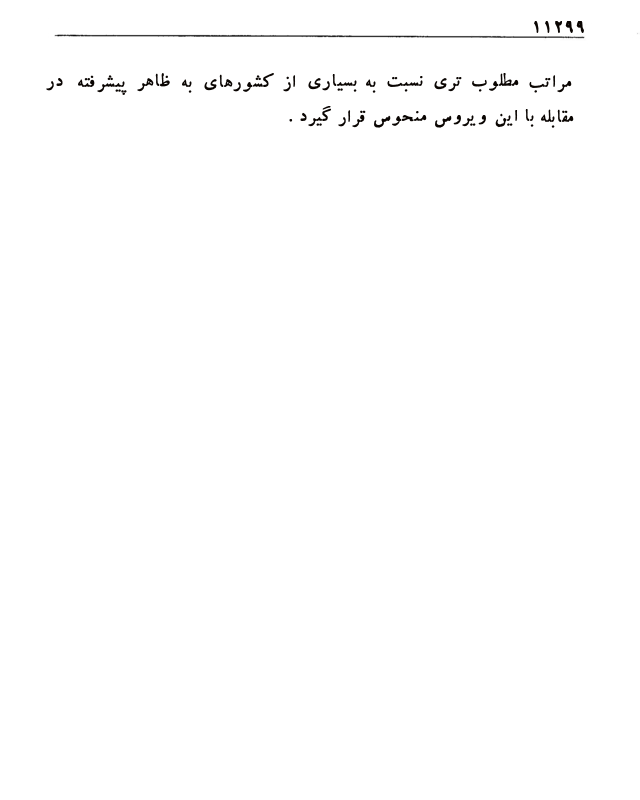 ۱۱۲۹۹
مراتب مطلوب تری نسبت به بسیاری از کشورهای به ظاهر پیشرفته در
مقابله با این ویروس منحوس قرار گیرد .